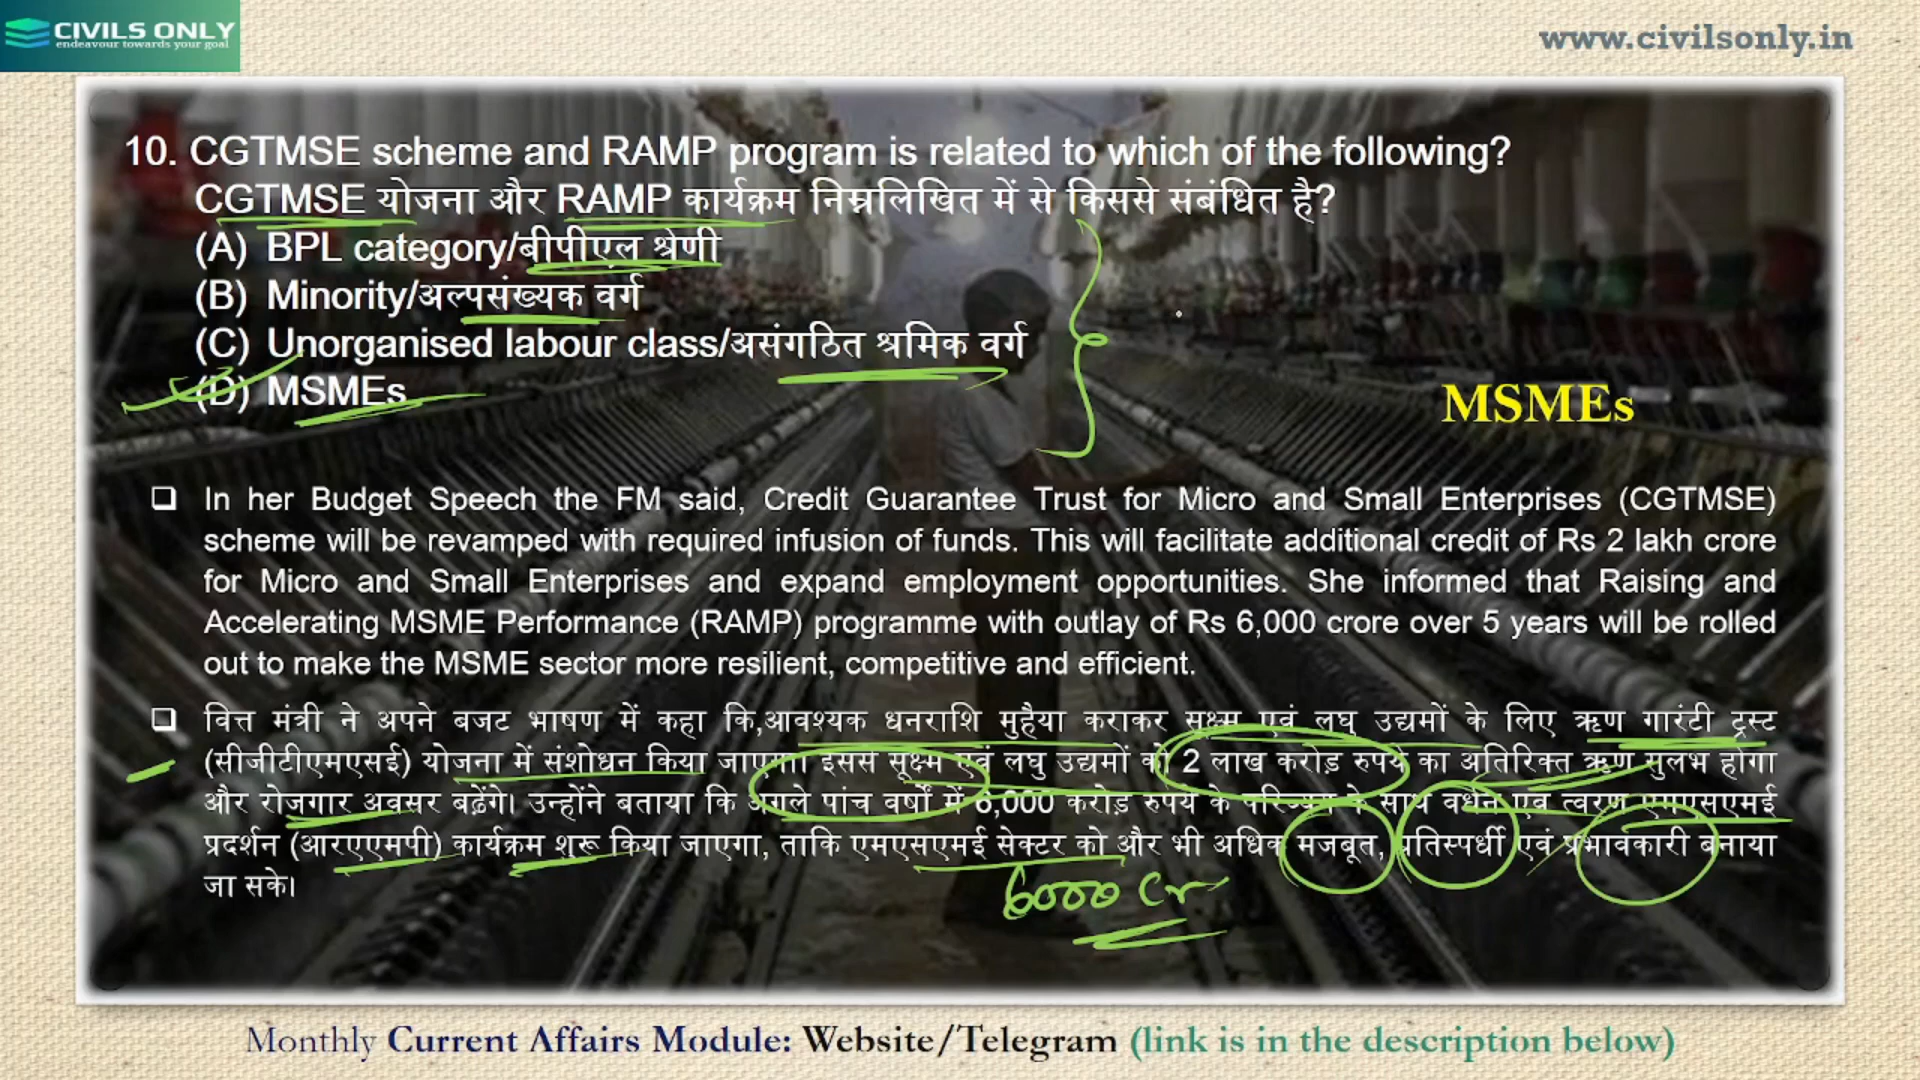 CIVILS ONLY
endeavour towards your goal
www.civilsonly.in
10. CGTMSE scheme and RAMP program is related to which of the following?
CGTMSE योजना और RAMP कार्यक्रम निम्नलिखित में से किससे संबंधित है?
(A) BPL category/बीपीएल श्रेणी
(B) Minority/अल्पसंख्यक वर्ग
(C) Unorganised labour class/असंगठित श्रमिक वर्ग
(D) MSMEs
MSMEs
In her Budget Speech the FM said, Credit Guarantee Trust for Micro and Small Enterprises (CGTMSE)
scheme will be revamped with required infusion of funds. This will facilitate additional credit of Rs 2 lakh crore
for Micro and Small Enterprises and expand employment opportunities. She informed that Raising and
Accelerating MSME Performance (RAMP) programme with outlay of Rs 6,000 crore over 5 years will be rolled
out to make the MSME sector more resilient, competitive and efficient.
वित्त मंत्री ने अपने बजट भाषण में कहा कि,आवश्यक धनराशि मुहैया कराकर सूक्ष्म एवं लघु उद्यमों के लिए ऋण गारंटी ट्रस्ट
(सीजीटीएमएसई) योजना में संशोधन किया जाएगा। इससे सूक्ष्म एवं लघु उद्यमों को 2 लाख करोड़ रुपये का अतिरिक्त ऋण सुलभ होगा
और रोजगार अवसर बढ़ेंगे। उन्होंने बताया कि अगले पांच वर्षों में 6,000 करोड़ रुपये के परिव्यय के साथ वर्धन एवं त्वरण एमएसएमई
प्रदर्शन (आरएएमपी) कार्यक्रम शुरू किया जाएगा, ताकि एमएसएमई सेक्टर को और भी अधिक मजबूत, प्रतिस्पर्धी एवं प्रभावकारी बनाया
जा सके।
6000 Cr
Monthly Current Affairs Module: Website/Telegram (link is in the description below)